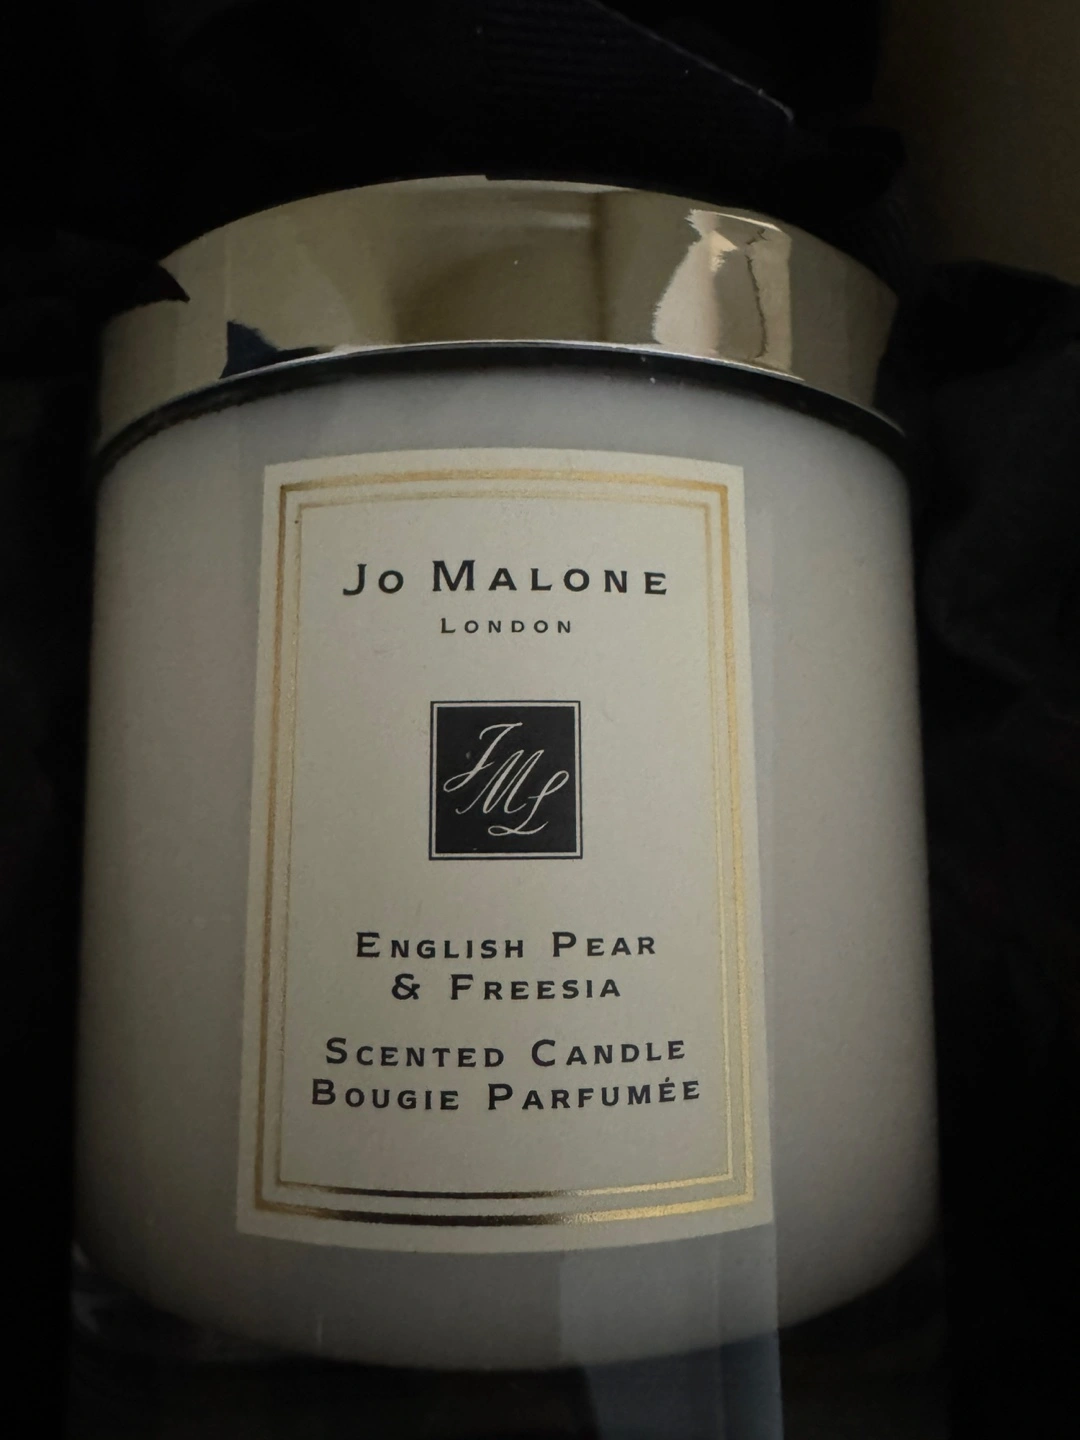 Jo Malone
London
JML
English Pear
& Freesia
Scented Candle
Bougie Parfumée